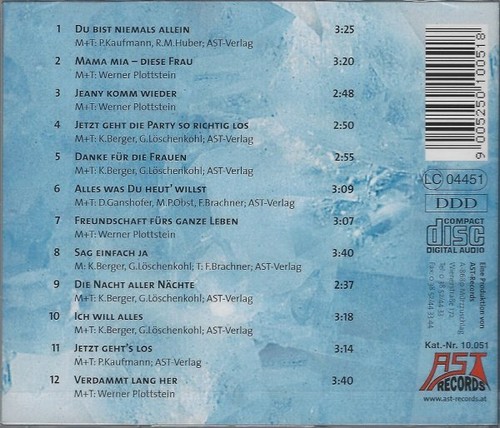 1 Du bist niemals allein 3:25
M+T: P.Kaufmann, R.M.Huber; AST-Verlag
2 Mama mia – diese Frau 3:20
M+T: Werner Plottstein
3 Jeany komm wieder 2:48
M+T: Werner Plottstein
4 Jetzt geht die Party so richtig los 2:50
M+T: K.Berger, G.Löschenkohl; AST-Verlag
5 Danke für die Frauen 2:55
M+T: K.Berger, G.Löschenkohl; AST-Verlag
6 Alles was Du heut' willst 3:09
M+T: D.Ganshofer, M.P.Obst, F.Brachner; AST-Verlag
7 Freundschaft fürs ganze Leben 3:07
M+T: Werner Plottstein
8 Sag einfach ja 3:40
M: K.Berger, G.Löschenkohl; T: F.Brachner; AST-Verlag
9 Die Nacht aller Nächte 2:37
M+T: K.Berger, G.Löschenkohl; AST-Verlag
10 Ich will alles 3:18
M+T: K.Berger, G.Löschenkohl; AST-Verlag
11 Jetzt geht's los 3:14
M+T: P.Kaufmann; AST-Verlag
12 Verdammt lang her 3:40
M+T: Werner Plottstein
9 005250 100518
LC 04451
DDD
COMPACT
disc
DIGITAL AUDIO
Eine Produktion von
AST-Records
Kat.-Nr. 10.051
AST
RECORDS
www.ast-records.at